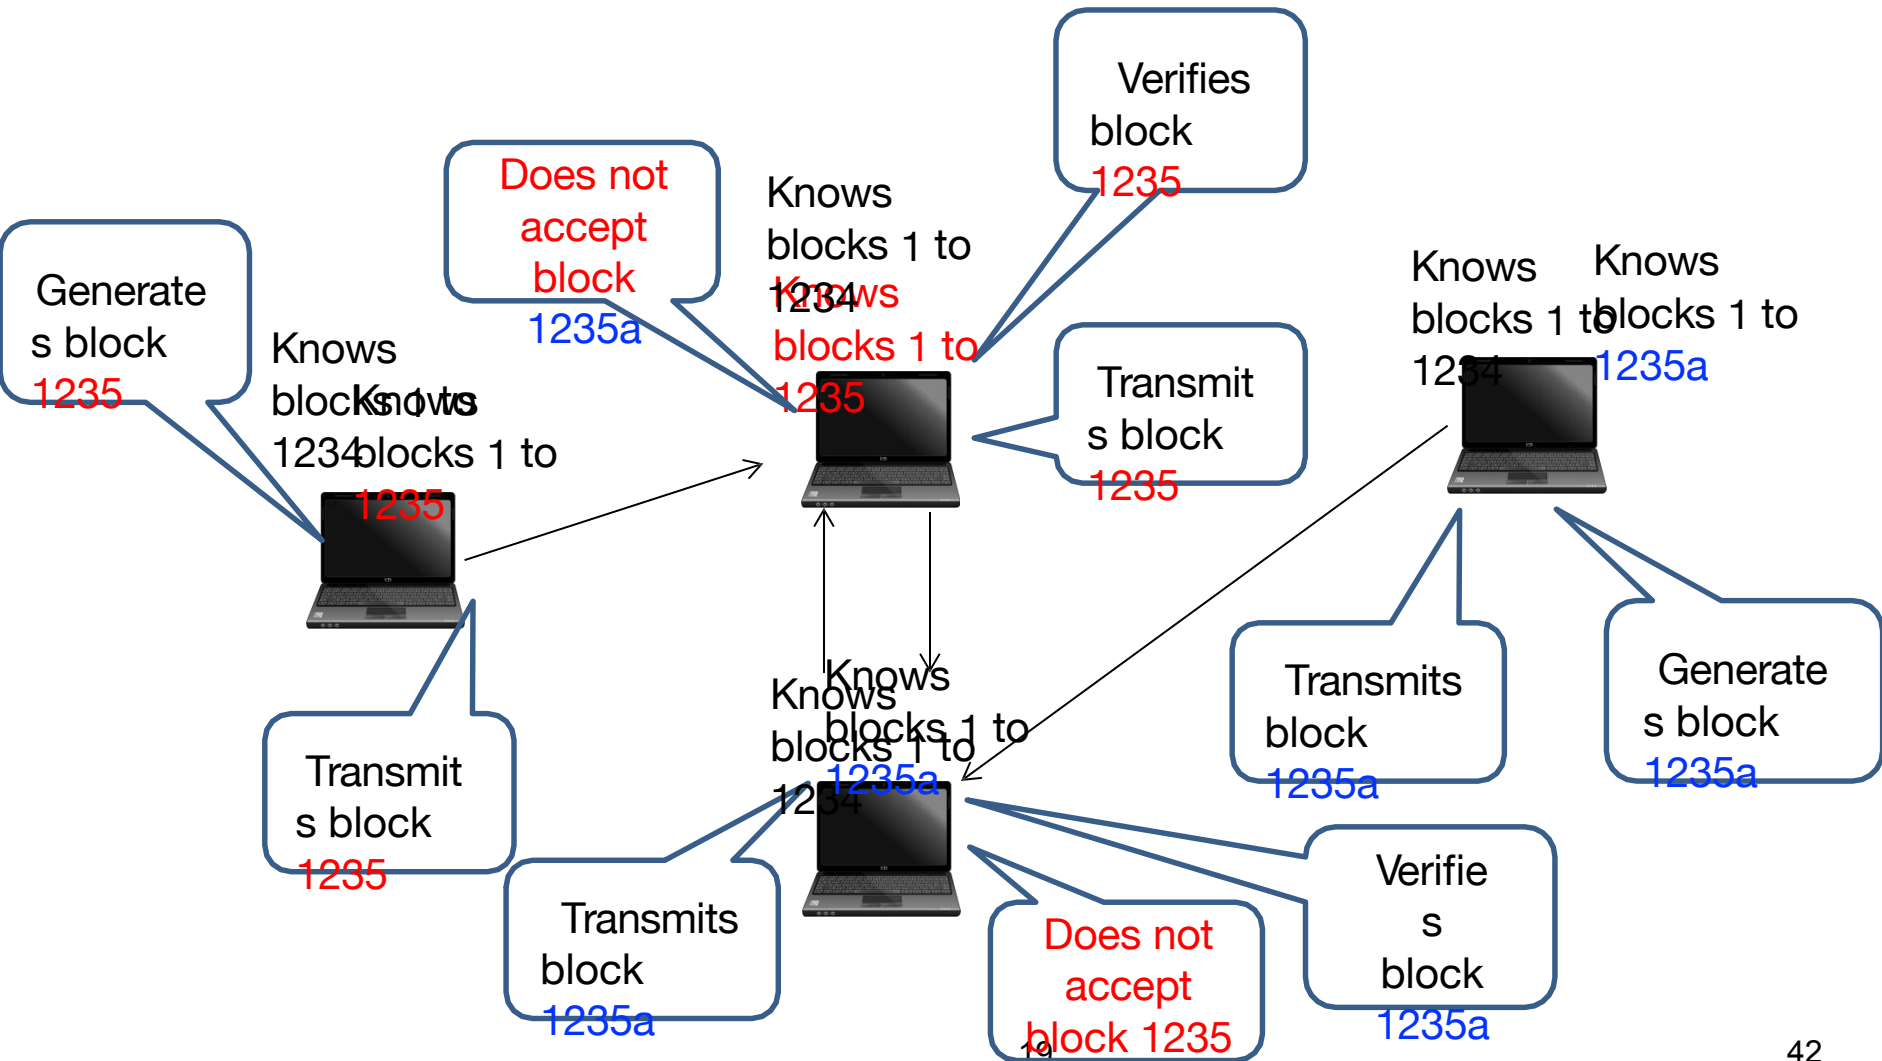 Verifies
block
1235
Does not
accept
block
1235a
Knows
blocks 1 to
1234
Knows
blocks 1 to
1235
Generate
s block
1235
Knows
blocks 1 to
1234
Knows
blocks 1 to
1235
Transmit
s block
1235
Knows
blocks 1 to
1234
Knows
blocks 1 to
1235a
Transmit
s block
1235
Knows
blocks 1 to
1234
Knows
blocks 1 to
1235a
Transmits
block
1235a
Generate
s block
1235a
Transmits
block
1235a
Does not
accept
block 1235
Verifie
s
block
1235a
19
42